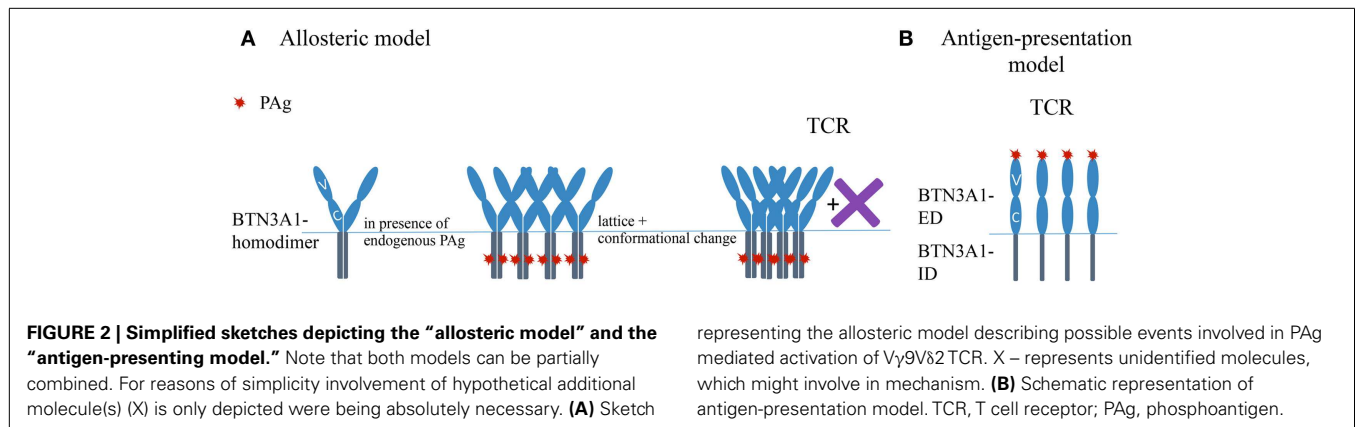 A Allosteric model
B Antigen-presentation
model
PAg
TCR
TCR
V
C
BTN3A1-
homodimer
in presence of
endogenous PAg
lattice +
conformational change
+
V
C
BTN3A1-
ED
BTN3A1-
ID
FIGURE 2 | Simplified sketches depicting the “allosteric model” and the
“antigen-presenting model.” Note that both models can be partially
combined. For reasons of simplicity involvement of hypothetical additional
molecule(s) (X) is only depicted were being absolutely necessary. (A) Sketch
representing the allosteric model describing possible events involved in PAg
mediated activation of Vγ9Vδ2 TCR. X – represents unidentified molecules,
which might involve in mechanism. (B) Schematic representation of
antigen-presentation model. TCR, T cell receptor; PAg, phosphoantigen.